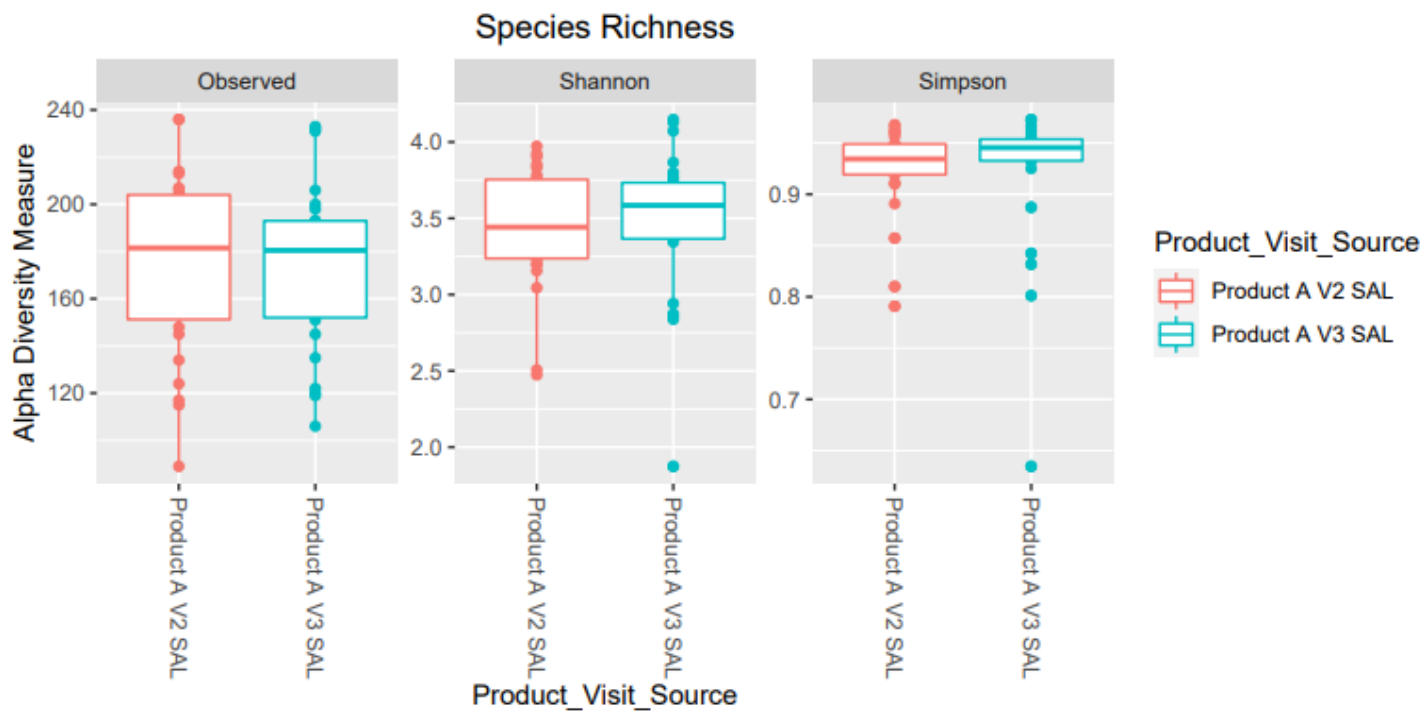 Species Richness
Observed
Shannon
Simpson
Alpha Diversity Measure
240
200
160
120
4.0
3.5
3.0
2.5
2.0
0.9
0.8
0.7
Product A V2 SAL
Product A V3 SAL
Product A V2 SAL
Product A V3 SAL
Product A V2 SAL
Product A V3 SAL
Product_Visit_Source
Product_Visit_Source
Product A V2 SAL
Product A V3 SAL